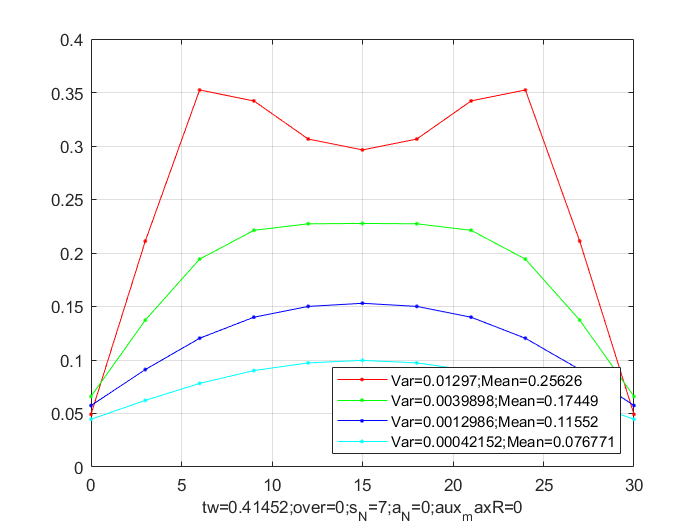 0.4
0.35
0.3
0.25
0.2
0.15
0.1
0.05
0
Var=0.01297;Mean=0.25626
Var=0.0039898;Mean=0.17449
Var=0.0012986;Mean=0.11552
Var=0.00042152;Mean=0.076771
0 5 10 15 20 25 30
tw=0.41452;over=0;s_N=7;a_N=0;aux_maxR=0